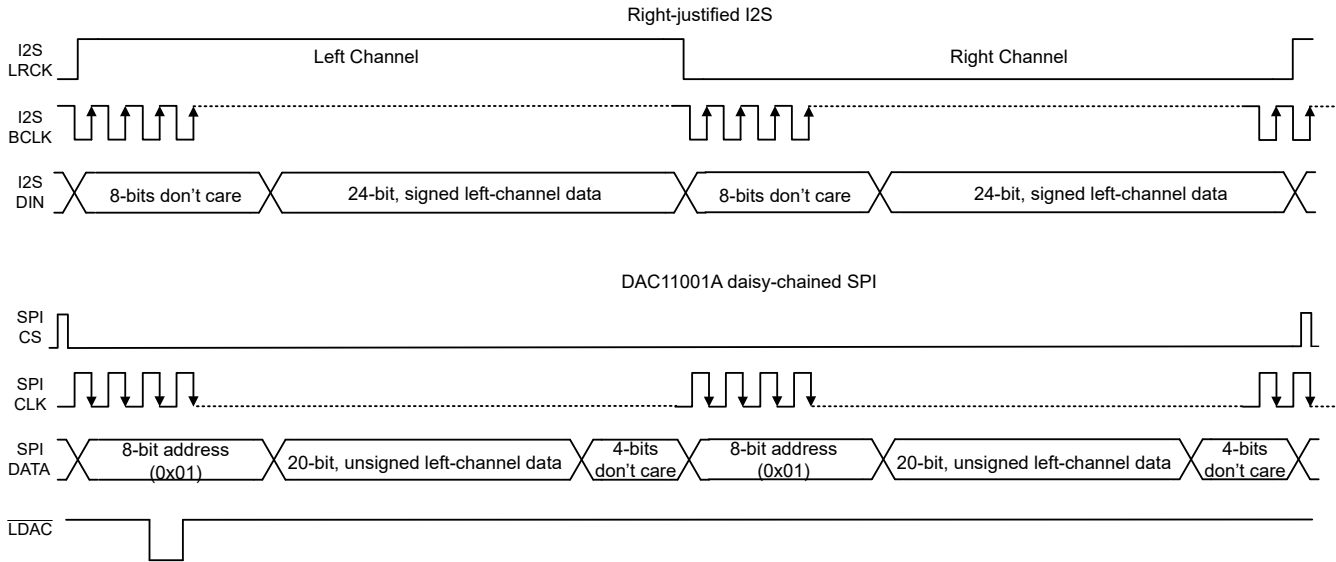 Right-justified I2S
I2S
LRCK
Left Channel
Right Channel
I2S
BCLK
I2S
DIN
8-bits don’t care
24-bit, signed left-channel data
8-bits don’t care
24-bit, signed left-channel data
DAC11001A daisy-chained SPI
SPI
CS
SPI
CLK
SPI
DATA
8-bit address
(0x01)
20-bit, unsigned left-channel data
4-bits
don’t care
8-bit address
(0x01)
20-bit, unsigned left-channel data
4-bits
don’t care
LDAC